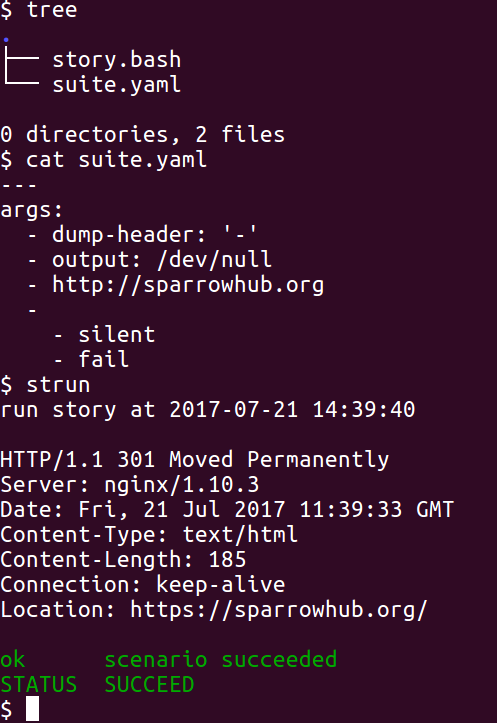 $ tree
.
├── story.bash
└── suite.yaml

0 directories, 2 files
$ cat suite.yaml
---
args:
  - dump-header: '-'
  - output: /dev/null
  - http://sparrowhub.org
  -
    - silent
    - fail
$ strun
run story at 2017-07-21 14:39:40

HTTP/1.1 301 Moved Permanently
Server: nginx/1.10.3
Date: Fri, 21 Jul 2017 11:39:33 GMT
Content-Type: text/html
Content-Length: 185
Connection: keep-alive
Location: https://sparrowhub.org/

ok      scenario succeeded
STATUS  SUCCEED
$